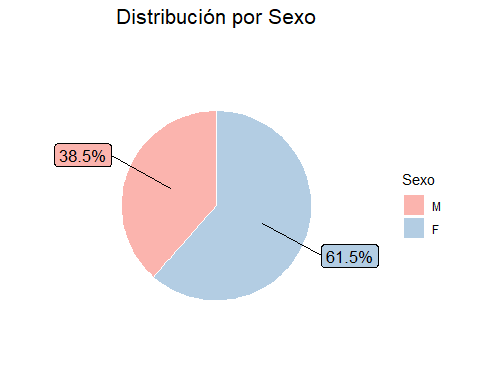 Distribución por Sexo
38.5%
61.5%
Sexo
M
F